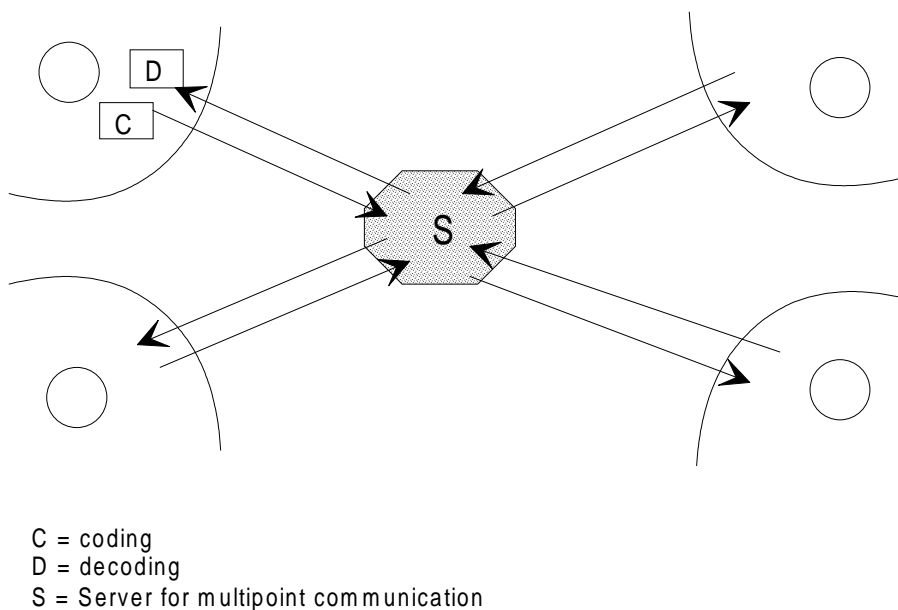 D
C
S
C = coding
D = decoding
S = Server for multipoint communication